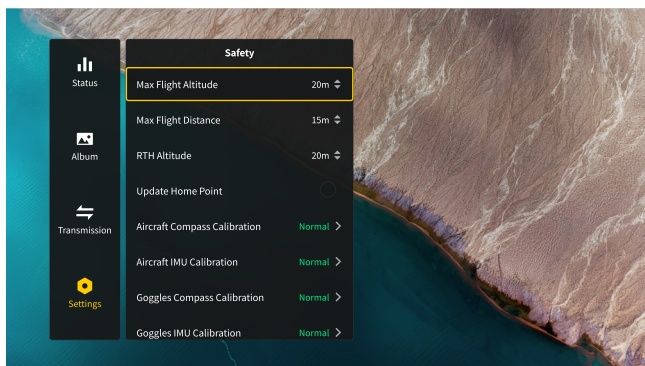 Safety
Status
Album
Transmission
Settings
Max Flight Altitude 20m
Max Flight Distance 15m
RTH Altitude 20m
Update Home Point
Aircraft Compass Calibration Normal
Aircraft IMU Calibration Normal
Goggles Compass Calibration Normal
Goggles IMU Calibration Normal